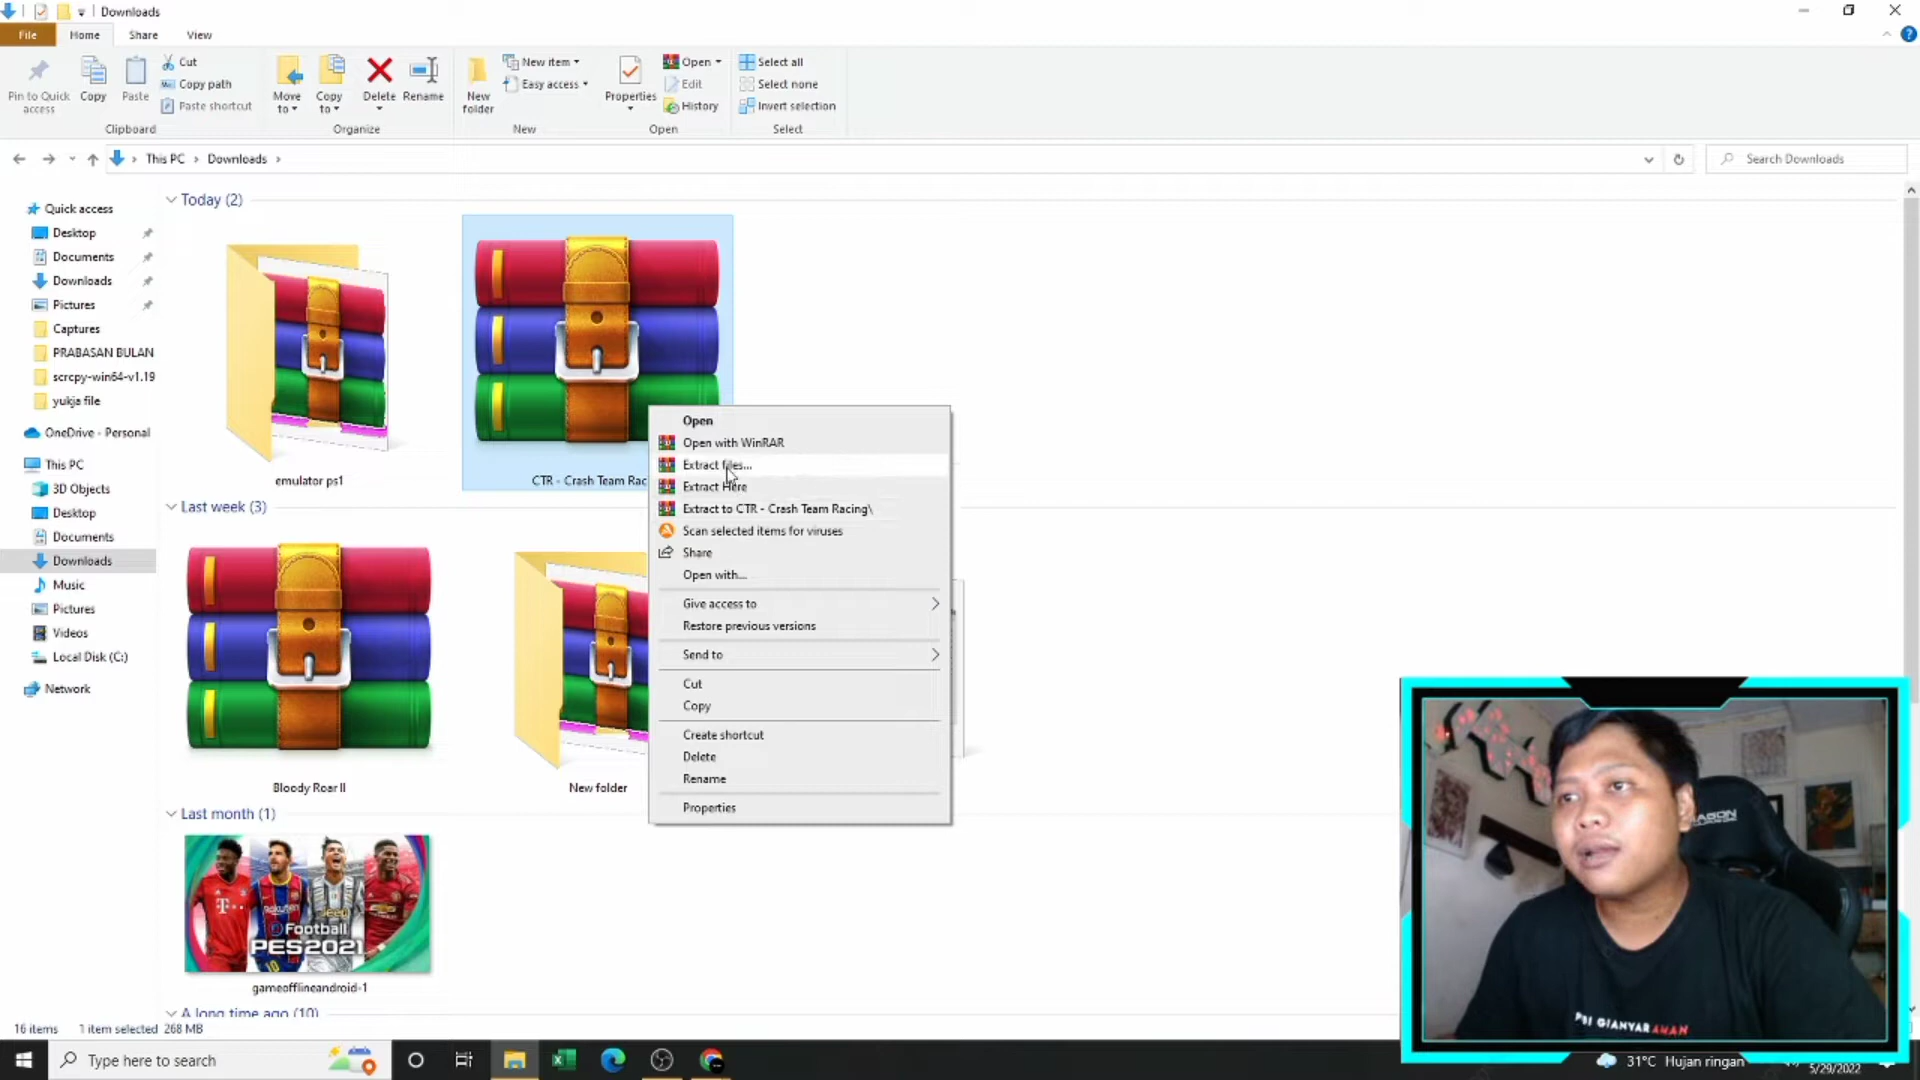 Downloads
File
Home
Share
View
Pin to Quick access
Copy
Paste
Cut
Copy path
Paste shortcut
Clipboard
Move to
Copy to
Delete
Rename
Organize
New folder
New item
Easy access
New
Properties
Open
Edit
History
Open
Select all
Select none
Invert selection
Select
This PC
Downloads
Search Downloads
Quick access
Desktop
Documents
Downloads
Pictures
Captures
PRABASAN BULAN
scrcpy-win64-v1.19
yukja file
OneDrive - Personal
This PC
3D Objects
Desktop
Documents
Downloads
Music
Pictures
Videos
Local Disk (C:)
Network
Today (2)
emulator ps1
CTR - Crash Team Rac
Last week (3)
Bloody Roar II
New folder
Last month (1)
eFootball
PES2021
gameofflineandroid-1
A long time ago (10)
Open
Open with WinRAR
Extract files...
Extract Here
Extract to CTR - Crash Team Racing\
Scan selected items for viruses
Share
Open with...
Give access to
Restore previous versions
Send to
Cut
Copy
Create shortcut
Delete
Rename
Properties
16 items
1 item selected 268 MB
GIANYAR AMAN
Type here to search
31°C Hujan ringan
5/29/2022